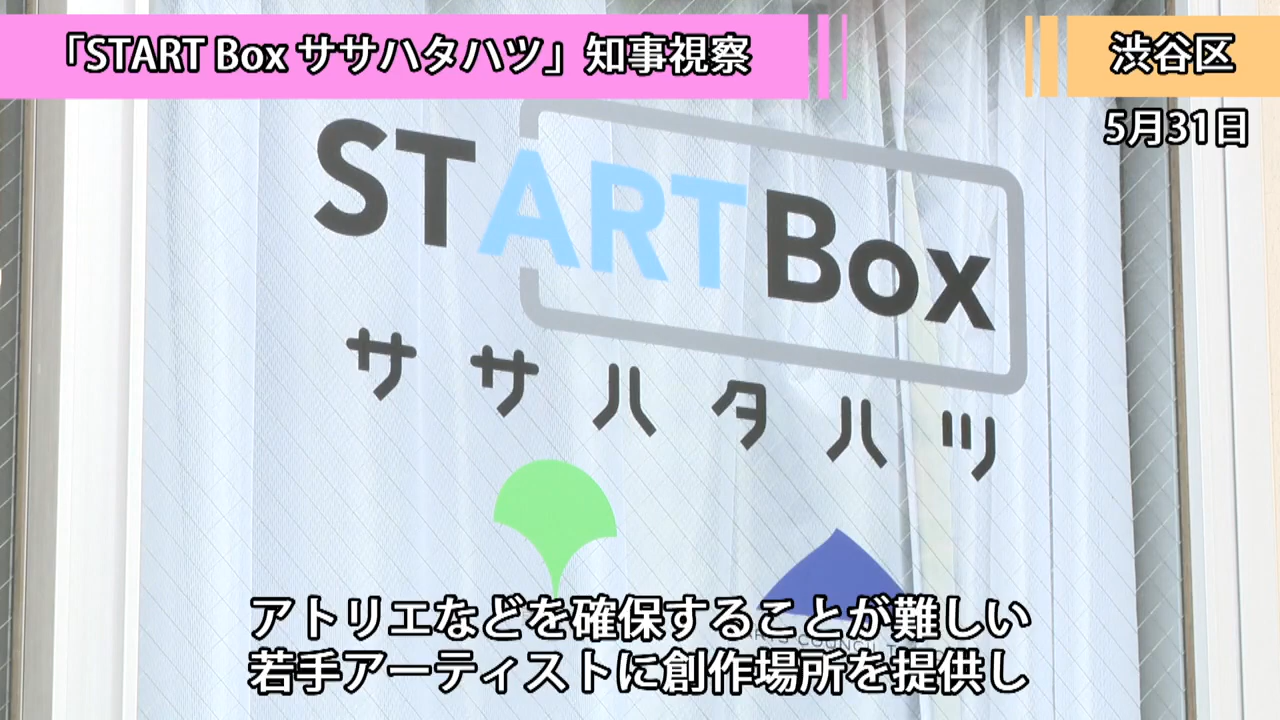 「START Box ササハタハツ」知事視察
渋谷区
5月31日
START Box
ササハタハツ
アトリエなどを確保することが難しい
COUNCIL
若手アーティストに創作場所を提供し